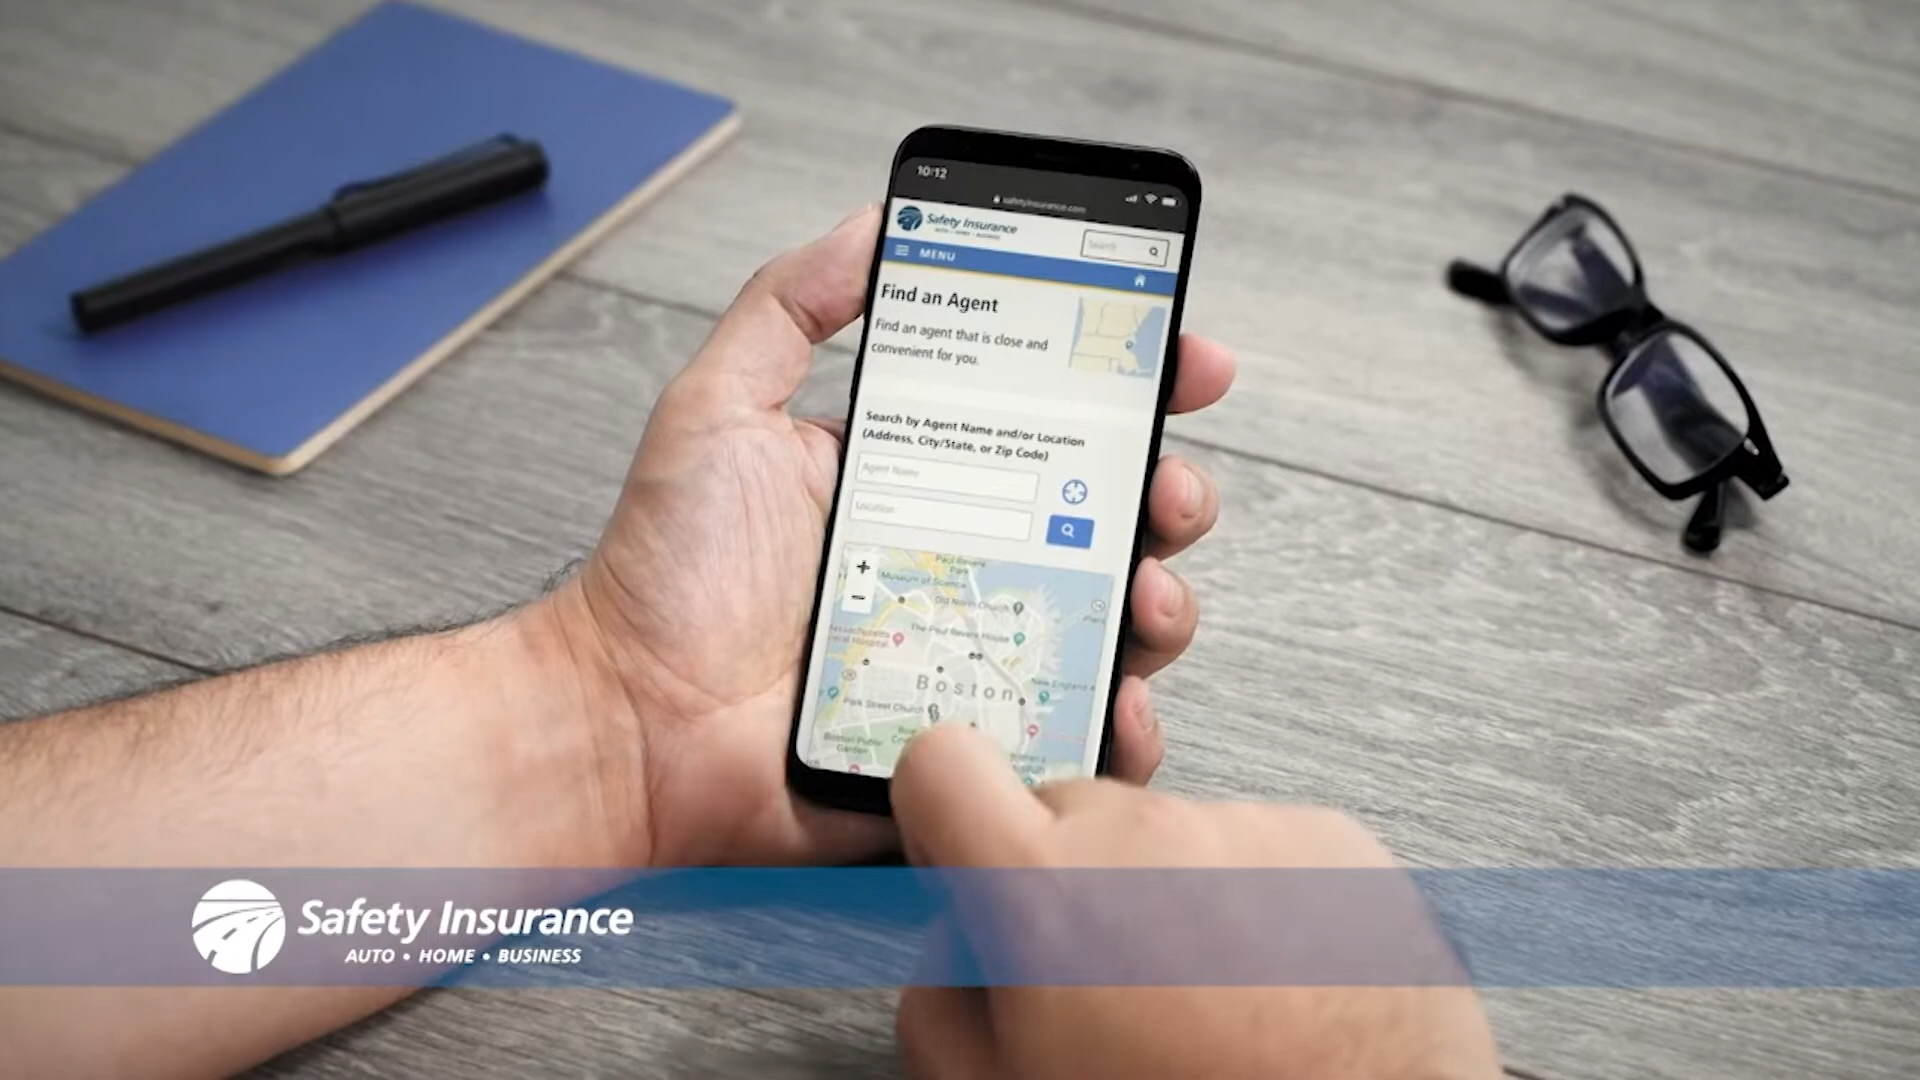 10:12
safetyinsurance.com
Safety Insurance
AUTO • HOME • BUSINESS
Search
MENU
Find an Agent
Find an agent that is close and
convenient for you.
Search by Agent Name and/or Location
(Address, City/State, or Zip Code)
Agent Name
Location
+
Paul Revere
Park
Museum of Science
−
Old North Church
The Paul Revere House
Boston
New England
Park Street Church
Boston Public
Garden
Safety Insurance
AUTO • HOME • BUSINESS